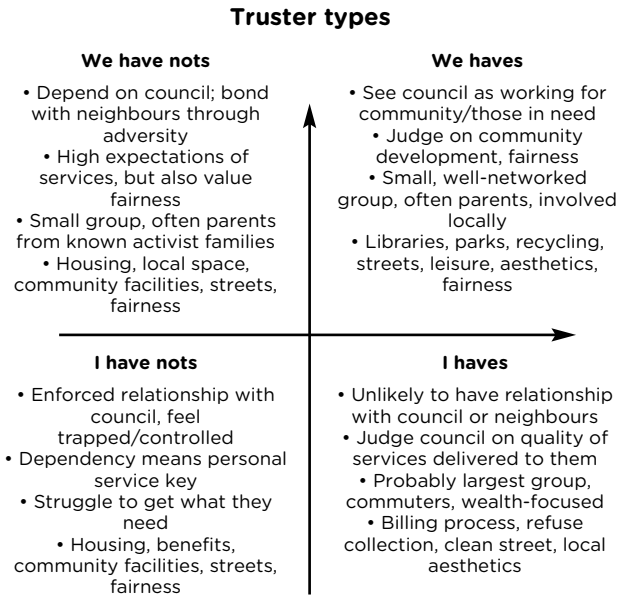 Truster types
We have nots
• Depend on council; bond
with neighbours through
adversity
• High expectations of
services, but also value
fairness
• Small group, often parents
from known activist families
• Housing, local space,
community facilities, streets,
fairness
We haves
• See council as working for
community/those in need
• Judge on community
development, fairness
• Small, well-networked
group, often parents, involved
locally
• Libraries, parks, recycling,
streets, leisure, aesthetics,
fairness
I have nots
• Enforced relationship with
council, feel
trapped/controlled
• Dependency means personal
service key
• Struggle to get what they
need
• Housing, benefits,
community facilities, streets,
fairness
I haves
• Unlikely to have relationship
with council or neighbours
• Judge council on quality of
services delivered to them
• Probably largest group,
commuters, wealth-focused
• Billing process, refuse
collection, clean street, local
aesthetics